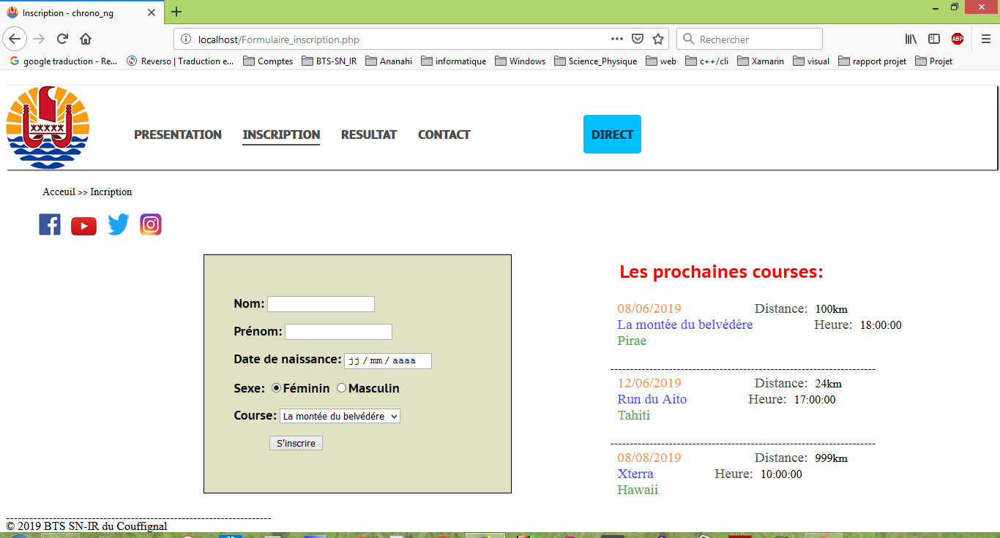 Inscription - chrono_ng
localhost/Formulaire_inscription.php
Rechercher
ABP
google traduction - Re... Reverso | Traduction e... Comptes BTS-SN_IR Ananahi informatique Windows Science_Physique web c++/cli Xamarin visual rapport projet Projet
PRESENTATION INSCRIPTION RESULTAT CONTACT DIRECT
Acceuil >> Incription
Nom:
Prénom:
Date de naissance: jj / mm / aaaa
Sexe: Féminin Masculin
Course: La montée du belvédére
S'inscrire
Les prochaines courses:
08/06/2019 Distance: 100km
La montée du belvédére Heure: 18:00:00
Pirae
----------------------------------------------------------------------
12/06/2019 Distance: 24km
Run du Aito Heure: 17:00:00
Tahiti
----------------------------------------------------------------------
08/08/2019 Distance: 999km
Xterra Heure: 10:00:00
Hawaii
----------------------------------------------------------------------
© 2019 BTS SN-IR du Couffignal